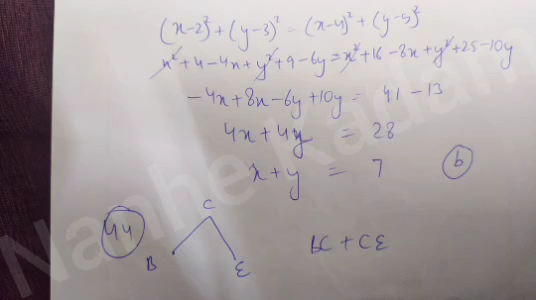 (x-2)² + (y-3)² = (x-4)² + (y-5)²
x² + 4 - 4x + y² + 9 - 6y = x² + 16 - 8x + y² + 25 - 10y
-4x + 8x - 6y + 10y = 41 - 13
4x + 4y = 28
x + y = 7 (b)
44
C
B
E
BC + CE
Nanhe Kadam